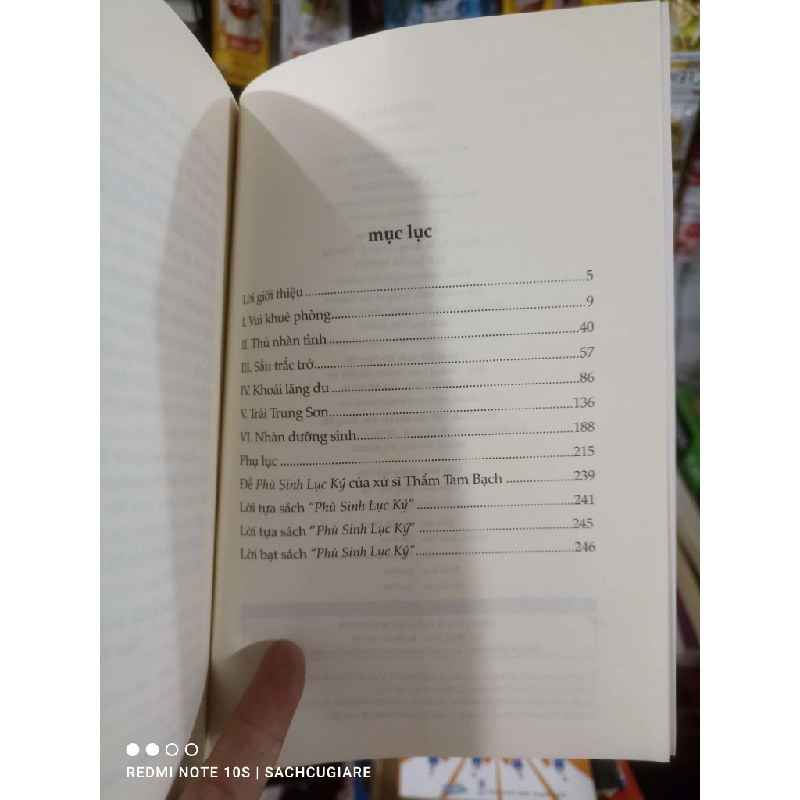 mục lục
Lời giới thiệu........5
I. Vui khuê phòng........9
II. Thú nhàn tình........40
III. Sầu trắc trở........57
IV. Khoái lãng du........86
V. Trải Trung Sơn........136
VI. Nhàn dưỡng sinh........188
Phụ lục........215
Đề Phù Sinh Lục Ký của xử sĩ Thẩm Tam Bạch........239
Lời tựa sách “Phù Sinh Lục Ký”........241
Lời tựa sách “Phù Sinh Lục Ký”........245
Lời bạt sách “Phù Sinh Lục Ký”........246
REDMI NOTE 10S | SACHCUGIARE